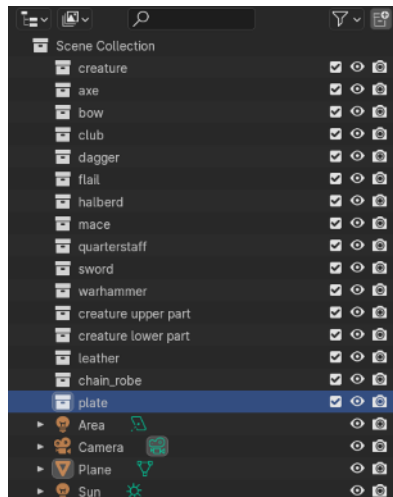 Scene Collection
creature
axe
bow
club
dagger
flail
halberd
mace
quarterstaff
sword
warhammer
creature upper part
creature lower part
leather
chain_robe
plate
Area
Camera
Plane
Sun